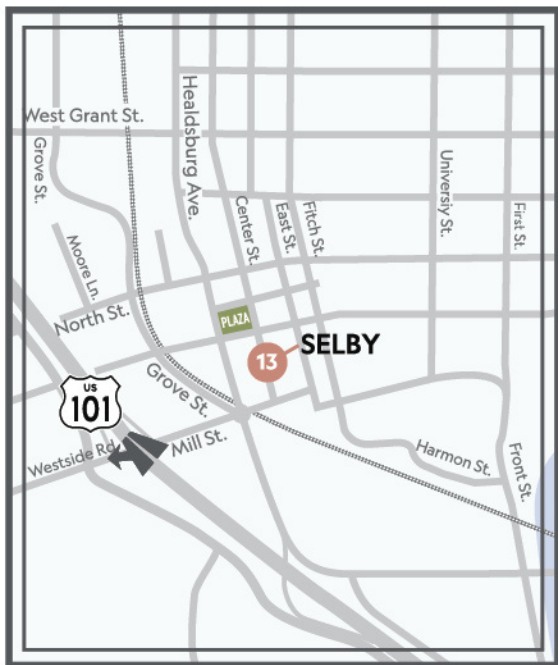 West Grant St.
Grove St.
Healdsburg Ave.
Center St.
East St.
Fitch St.
Universiy St.
First St.
Moore Ln.
North St.
PLAZA
13
SELBY
US
101
Grove St.
Mill St.
Westside Rd.
Harmon St.
Front St.